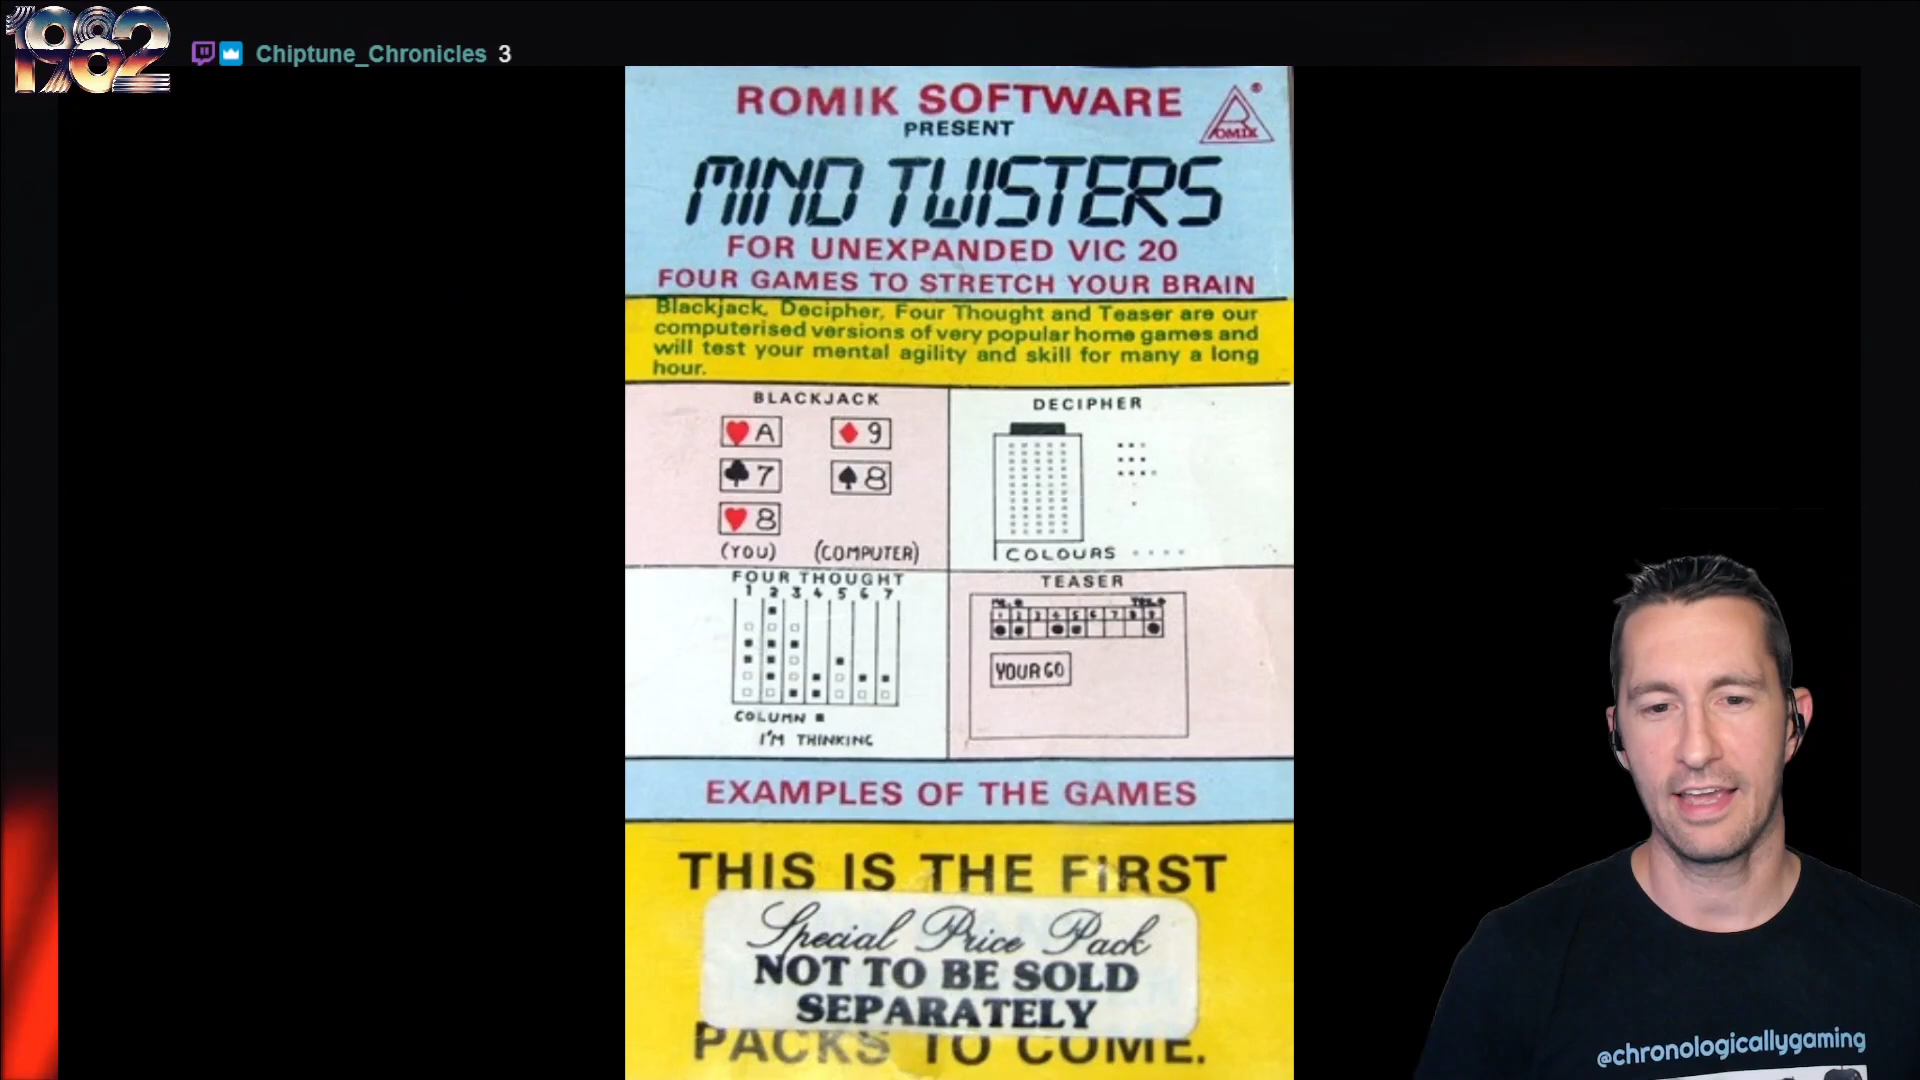 1982
Chiptune_Chronicles 3
ROMIK SOFTWARE
PRESENT
ROMIK
MIND TWISTERS
FOR UNEXPANDED VIC 20
FOUR GAMES TO STRETCH YOUR BRAIN
Blackjack, Decipher, Four Thought and Teaser are our
computerised versions of very popular home games and
will test your mental agility and skill for many a long
hour.
BLACKJACK
A 9
7 8
8
(YOU) (COMPUTER)
DECIPHER
COLOURS
FOUR THOUGHT
1 2 3 4 5 6 7
COLUMN
I'M THINKING
TEASER
1 2 3 4 5 6 7 8 9
YOUR GO
EXAMPLES OF THE GAMES
THIS IS THE FIRST
Special Price Pack
NOT TO BE SOLD
SEPARATELY
PACKS TO COME.
@chronologicallygaming